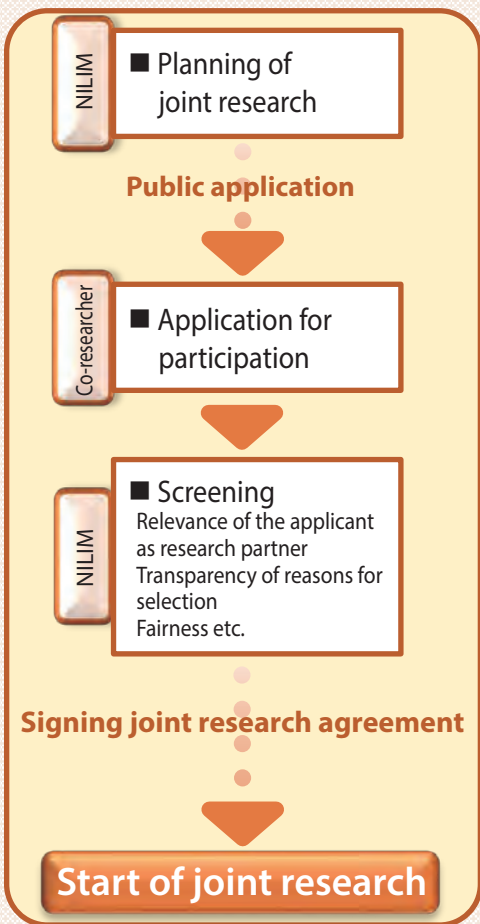 NILIM
■ Planning of
joint research
Public application
Co-researcher
■ Application for
participation
NILIM
■ Screening
Relevance of the applicant
as research partner
Transparency of reasons for
selection
Fairness etc.
Signing joint research agreement
Start of joint research